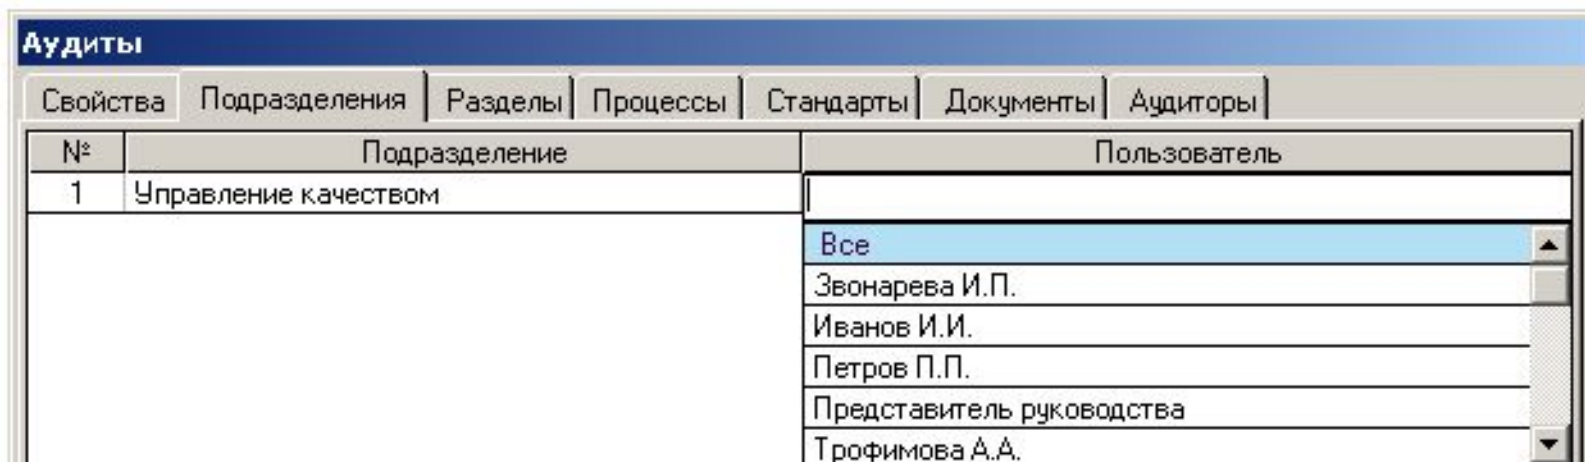 Аудиты
Свойства Подразделения Разделы Процессы Стандарты Документы Аудиторы
№ Подразделение Пользователь
1 Управление качеством
Все
Звонарева И.П.
Иванов И.И.
Петров П.П.
Представитель руководства
Трофимова А.А.